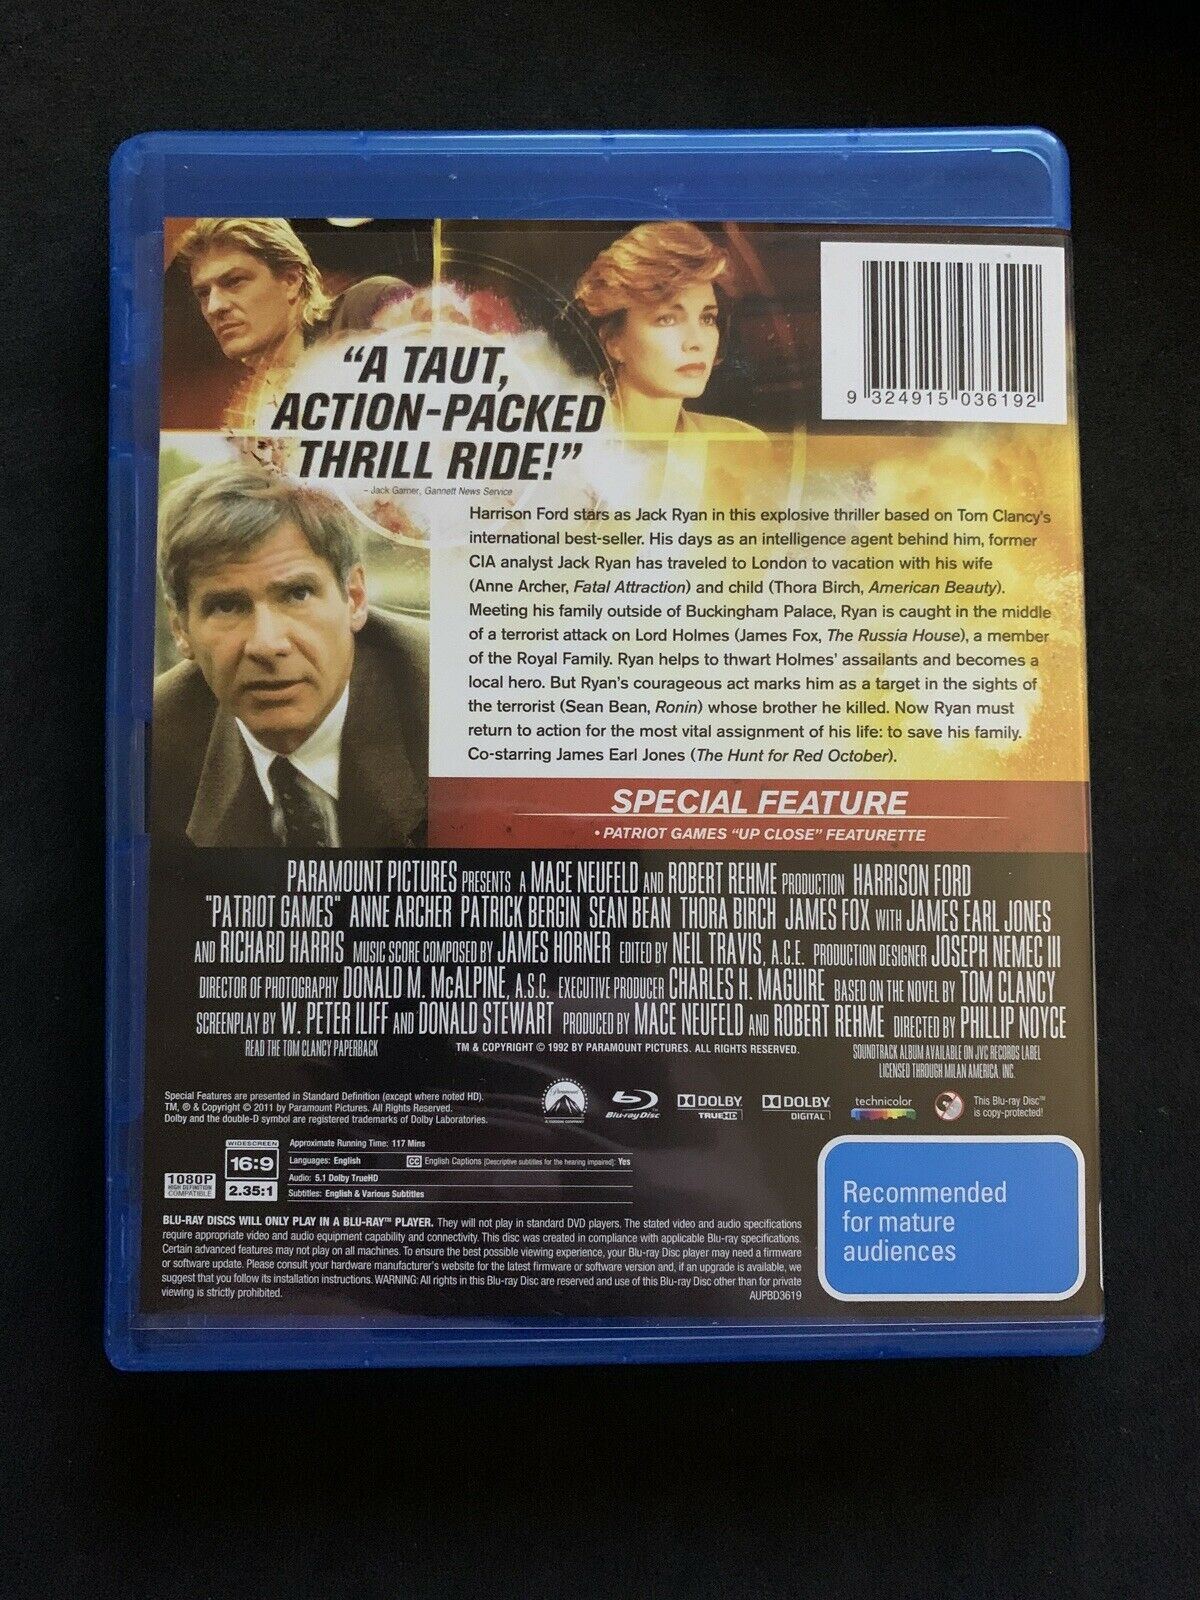 "A TAUT,
ACTION-PACKED
THRILL RIDE!"
– Jack Garner, Gannett News Service
9 324915 036192
Harrison Ford stars as Jack Ryan in this explosive thriller based on Tom Clancy's
international best-seller. His days as an intelligence agent behind him, former
CIA analyst Jack Ryan has traveled to London to vacation with his wife
(Anne Archer, Fatal Attraction) and child (Thora Birch, American Beauty).
Meeting his family outside of Buckingham Palace, Ryan is caught in the middle
of a terrorist attack on Lord Holmes (James Fox, The Russia House), a member
of the Royal Family. Ryan helps to thwart Holmes' assailants and becomes a
local hero. But Ryan's courageous act marks him as a target in the sights of
the terrorist (Sean Bean, Ronin) whose brother he killed. Now Ryan must
return to action for the most vital assignment of his life: to save his family.
Co-starring James Earl Jones (The Hunt for Red October).
SPECIAL FEATURE
• PATRIOT GAMES "UP CLOSE" FEATURETTE
PARAMOUNT PICTURES PRESENTS A MACE NEUFELD AND ROBERT REHME PRODUCTION HARRISON FORD
"PATRIOT GAMES" ANNE ARCHER PATRICK BERGIN SEAN BEAN THORA BIRCH JAMES FOX WITH JAMES EARL JONES
AND RICHARD HARRIS MUSIC SCORE COMPOSED BY JAMES HORNER EDITED BY NEIL TRAVIS, A.C.E. PRODUCTION DESIGNER JOSEPH NEMEC III
DIRECTOR OF PHOTOGRAPHY DONALD M. McALPINE, A.S.C. EXECUTIVE PRODUCER CHARLES H. MAGUIRE BASED ON THE NOVEL BY TOM CLANCY
SCREENPLAY BY W. PETER ILIFF AND DONALD STEWART PRODUCED BY MACE NEUFELD AND ROBERT REHME DIRECTED BY PHILLIP NOYCE
READ THE TOM CLANCY PAPERBACK
TM & COPYRIGHT © 1992 BY PARAMOUNT PICTURES. ALL RIGHTS RESERVED.
SOUNDTRACK ALBUM AVAILABLE ON JVC RECORDS LABEL
LICENSED THROUGH MILAN AMERICA, INC.
Special Features are presented in Standard Definition (except where noted HD).
TM, ® & Copyright © 2011 by Paramount Pictures. All Rights Reserved.
Dolby and the double-D symbol are registered trademarks of Dolby Laboratories.
Paramount
Blu-ray Disc™
DOLBY
TRUEHD
DOLBY
DIGITAL
technicolor
This Blu-ray Disc™
is copy-protected!
1080P
HIGH DEFINITION
COMPATIBLE
WIDESCREEN
16:9
2.35:1
Approximate Running Time: 117 Mins
Languages: English CC English Captions [Descriptive subtitles for the hearing impaired]: Yes
Audio: 5.1 Dolby TrueHD
Subtitles: English & Various Subtitles
BLU-RAY DISCS WILL ONLY PLAY IN A BLU-RAY™ PLAYER. They will not play in standard DVD players. The stated video and audio specifications
require appropriate video and audio equipment capability and connectivity. This disc was created in compliance with applicable Blu-ray specifications.
Certain advanced features may not play on all machines. To ensure the best possible viewing experience, your Blu-ray Disc player may need a firmware
or software update. Please consult your hardware manufacturer's website for the latest firmware or software version and, if an upgrade is available, we
suggest that you follow its installation instructions. WARNING: All rights in this Blu-ray Disc are reserved and use of this Blu-ray Disc other than for private
viewing is strictly prohibited.
AUPBD3619
Recommended
for mature
audiences